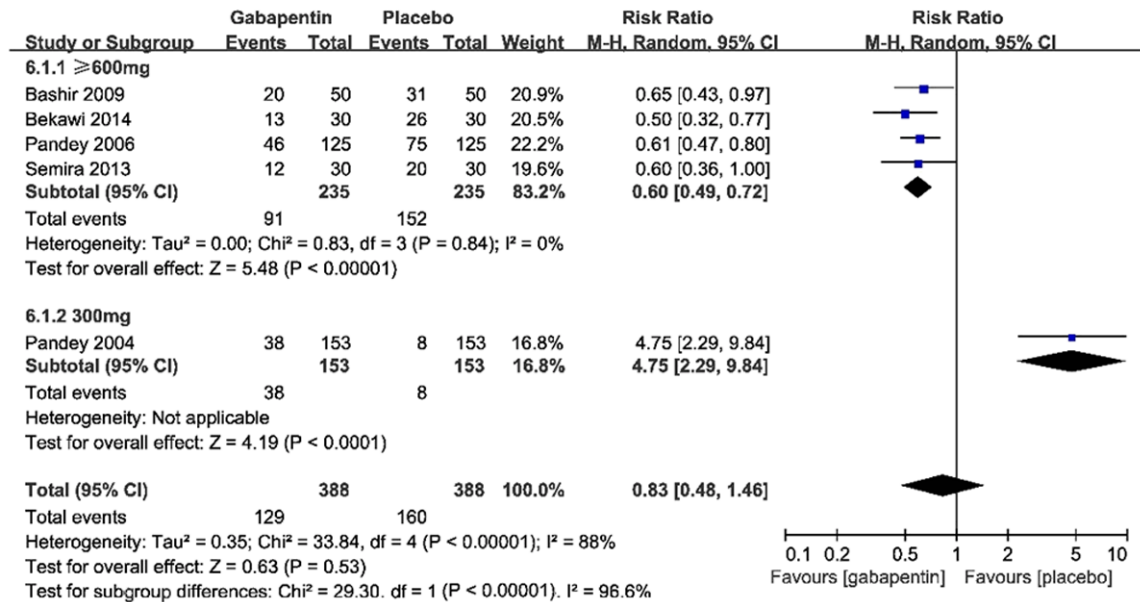 Gabapentin Placebo Risk Ratio Risk Ratio
Study or Subgroup Events Total Events Total Weight M-H, Random, 95% CI M-H, Random, 95% CI
6.1.1 ⩾600mg
Bashir 2009 20 50 31 50 20.9% 0.65 [0.43, 0.97]
Bekawi 2014 13 30 26 30 20.5% 0.50 [0.32, 0.77]
Pandey 2006 46 125 75 125 22.2% 0.61 [0.47, 0.80]
Semira 2013 12 30 20 30 19.6% 0.60 [0.36, 1.00]
Subtotal (95% CI) 235 235 83.2% 0.60 [0.49, 0.72]
Total events 91 152
Heterogeneity: Tau² = 0.00; Chi² = 0.83, df = 3 (P = 0.84); I² = 0%
Test for overall effect: Z = 5.48 (P < 0.00001)
6.1.2 300mg
Pandey 2004 38 153 8 153 16.8% 4.75 [2.29, 9.84]
Subtotal (95% CI) 153 153 16.8% 4.75 [2.29, 9.84]
Total events 38 8
Heterogeneity: Not applicable
Test for overall effect: Z = 4.19 (P < 0.0001)
Total (95% CI) 388 388 100.0% 0.83 [0.48, 1.46]
Total events 129 160
Heterogeneity: Tau² = 0.35; Chi² = 33.84, df = 4 (P < 0.00001); I² = 88%
Test for overall effect: Z = 0.63 (P = 0.53)
Test for subgroup differences: Chi² = 29.30. df = 1 (P < 0.00001). I² = 96.6%
0.1 0.2 0.5 1 2 5 10
Favours [gabapentin] Favours [placebo]